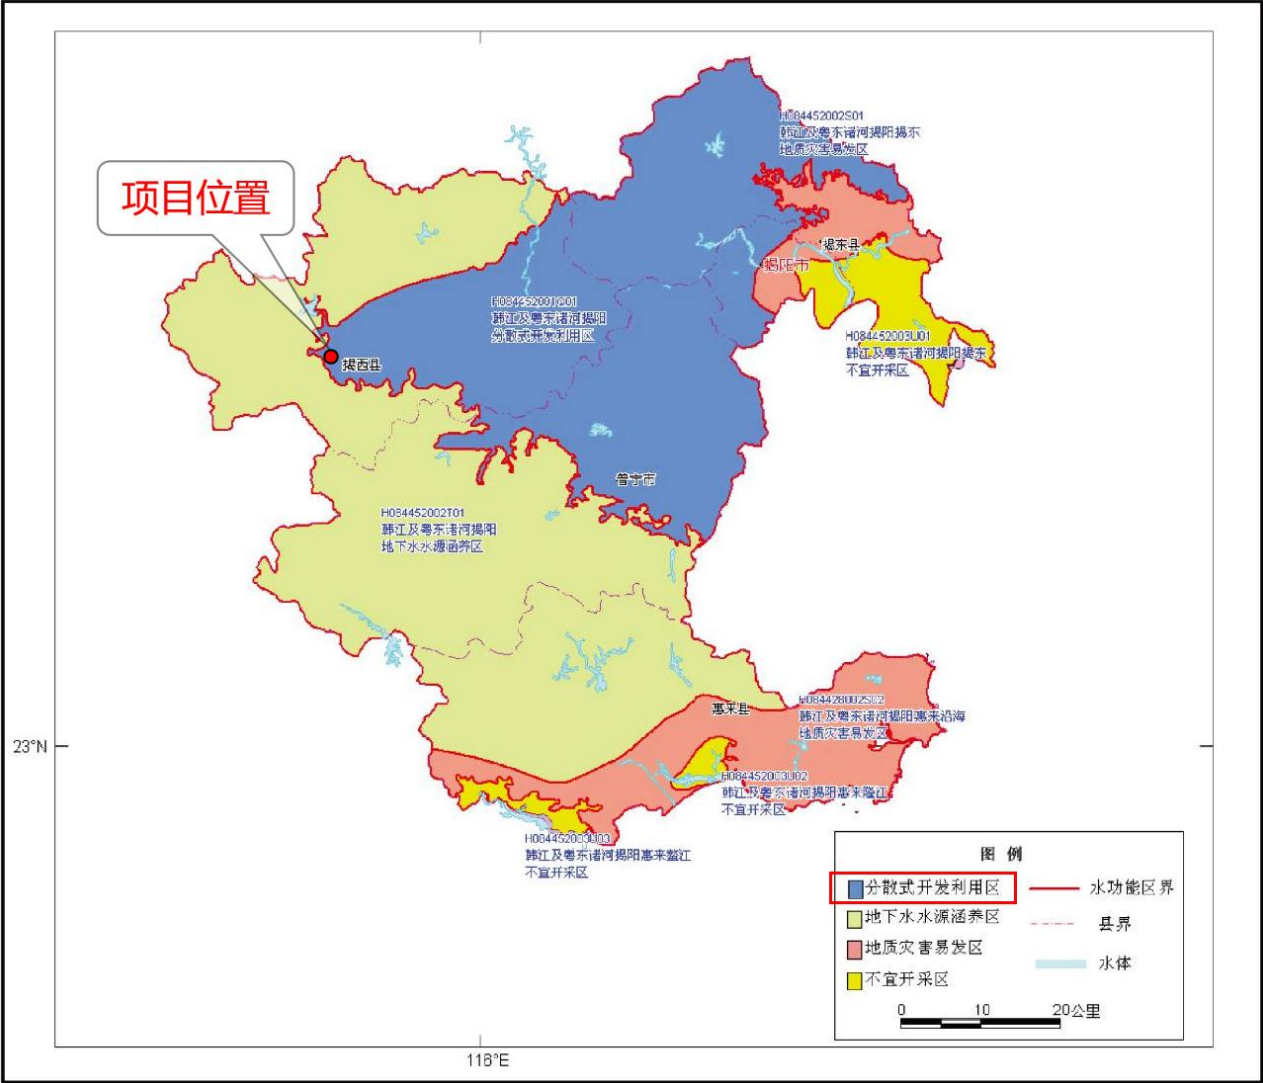 H084452002S01
韩江及粤东诸河揭阳揭东
地质灾害易发区
项目位置
揭东县
揭阳市
H084452001Q01
韩江及粤东诸河揭阳
分散式开发利用区
H084452003U01
韩江及粤东诸河揭阳揭东
不宜开采区
揭西县
普宁市
H084452002T01
韩江及粤东诸河揭阳
地下水水源涵养区
惠来县
H084428002S02
韩江及粤东诸河揭阳惠来沿海
地质灾害易发区
23°N
H084452003U02
韩江及粤东诸河揭阳惠来隆江
不宜开采区
H084452003U03
韩江及粤东诸河揭阳惠来螯江
不宜开采区
图 例
分散式开发利用区
水功能区界
地下水水源涵养区
县界
地质灾害易发区
水体
不宜开采区
0 10 20公里
116°E